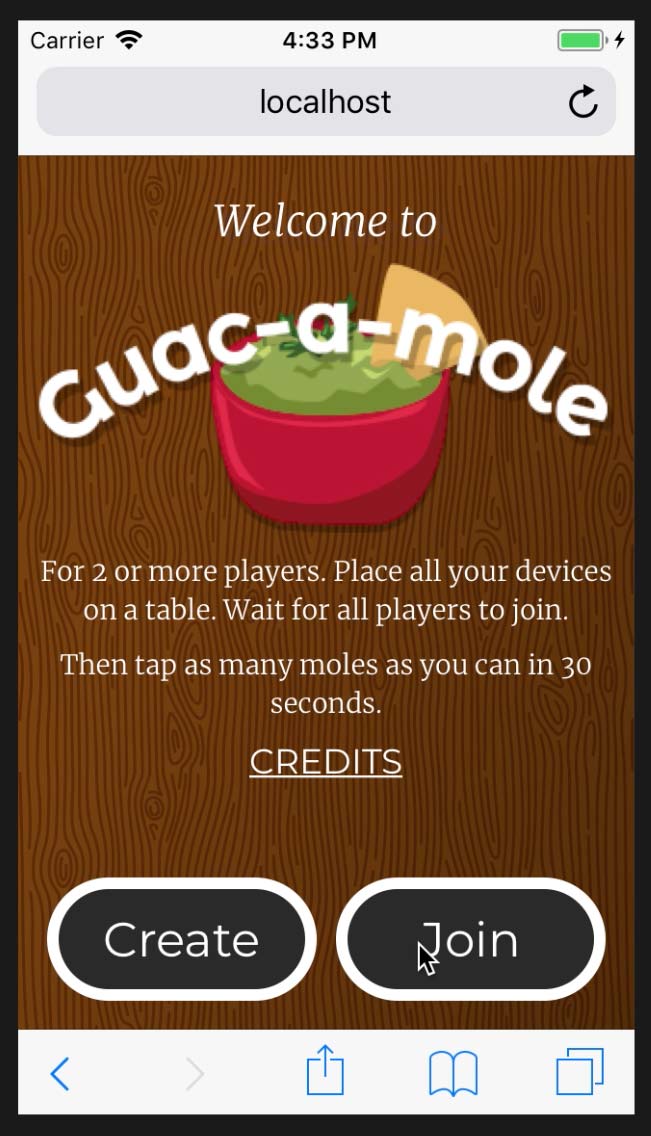 Carrier 4:33 PM
localhost
Welcome to
Guac-a-mole
For 2 or more players. Place all your devices
on a table. Wait for all players to join.
Then tap as many moles as you can in 30
seconds.
CREDITS
Create Join